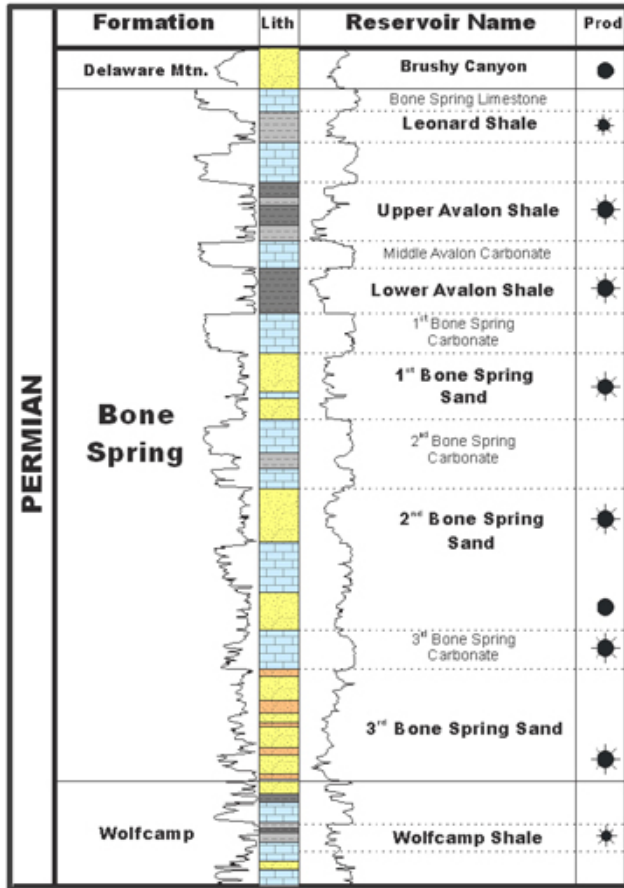 Formation Lith Reservoir Name Prod
Delaware Mtn. Brushy Canyon
Bone Spring Limestone
Leonard Shale
Upper Avalon Shale
Middle Avalon Carbonate
Lower Avalon Shale
1st Bone Spring
Carbonate
1st Bone Spring
Sand
PERMIAN
Bone
Spring
2nd Bone Spring
Carbonate
2nd Bone Spring
Sand
3rd Bone Spring
Carbonate
3rd Bone Spring Sand
Wolfcamp Wolfcamp Shale